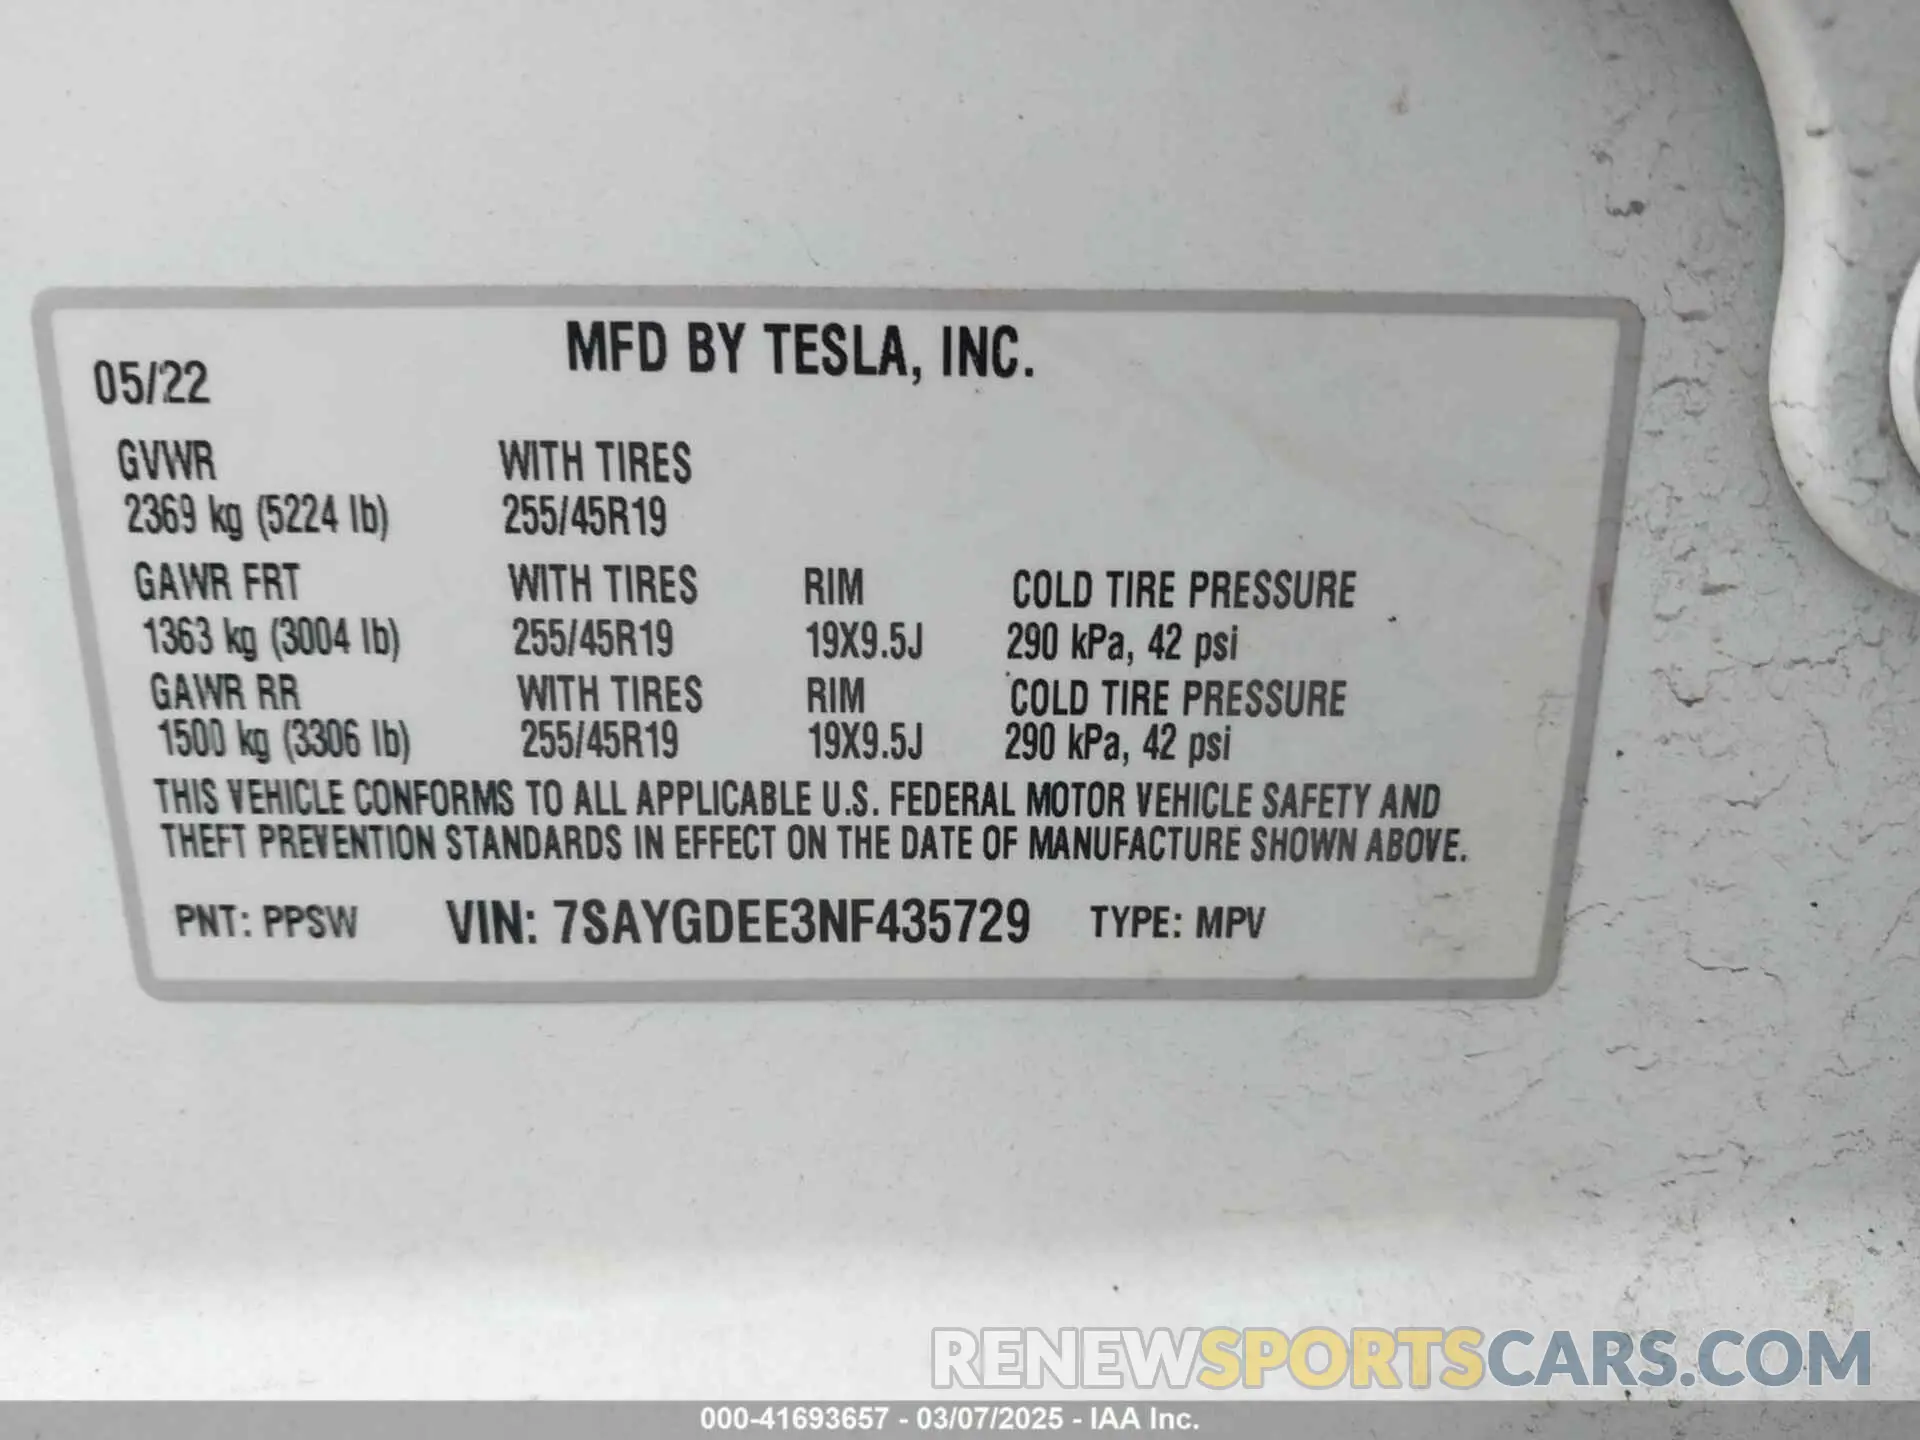 MFD BY TESLA, INC.
05/22
GVWR WITH TIRES
2369 kg (5224 lb) 255/45R19
GAWR FRT WITH TIRES RIM COLD TIRE PRESSURE
1363 kg (3004 lb) 255/45R19 19X9.5J 290 kPa, 42 psi
GAWR RR WITH TIRES RIM COLD TIRE PRESSURE
1500 kg (3306 lb) 255/45R19 19X9.5J 290 kPa, 42 psi
THIS VEHICLE CONFORMS TO ALL APPLICABLE U.S. FEDERAL MOTOR VEHICLE SAFETY AND
THEFT PREVENTION STANDARDS IN EFFECT ON THE DATE OF MANUFACTURE SHOWN ABOVE.
PNT: PPSW VIN: 7SAYGDEE3NF435729 TYPE: MPV
RENEWSPORTSCARS.COM
000-41693657 - 03/07/2025 - IAA Inc.